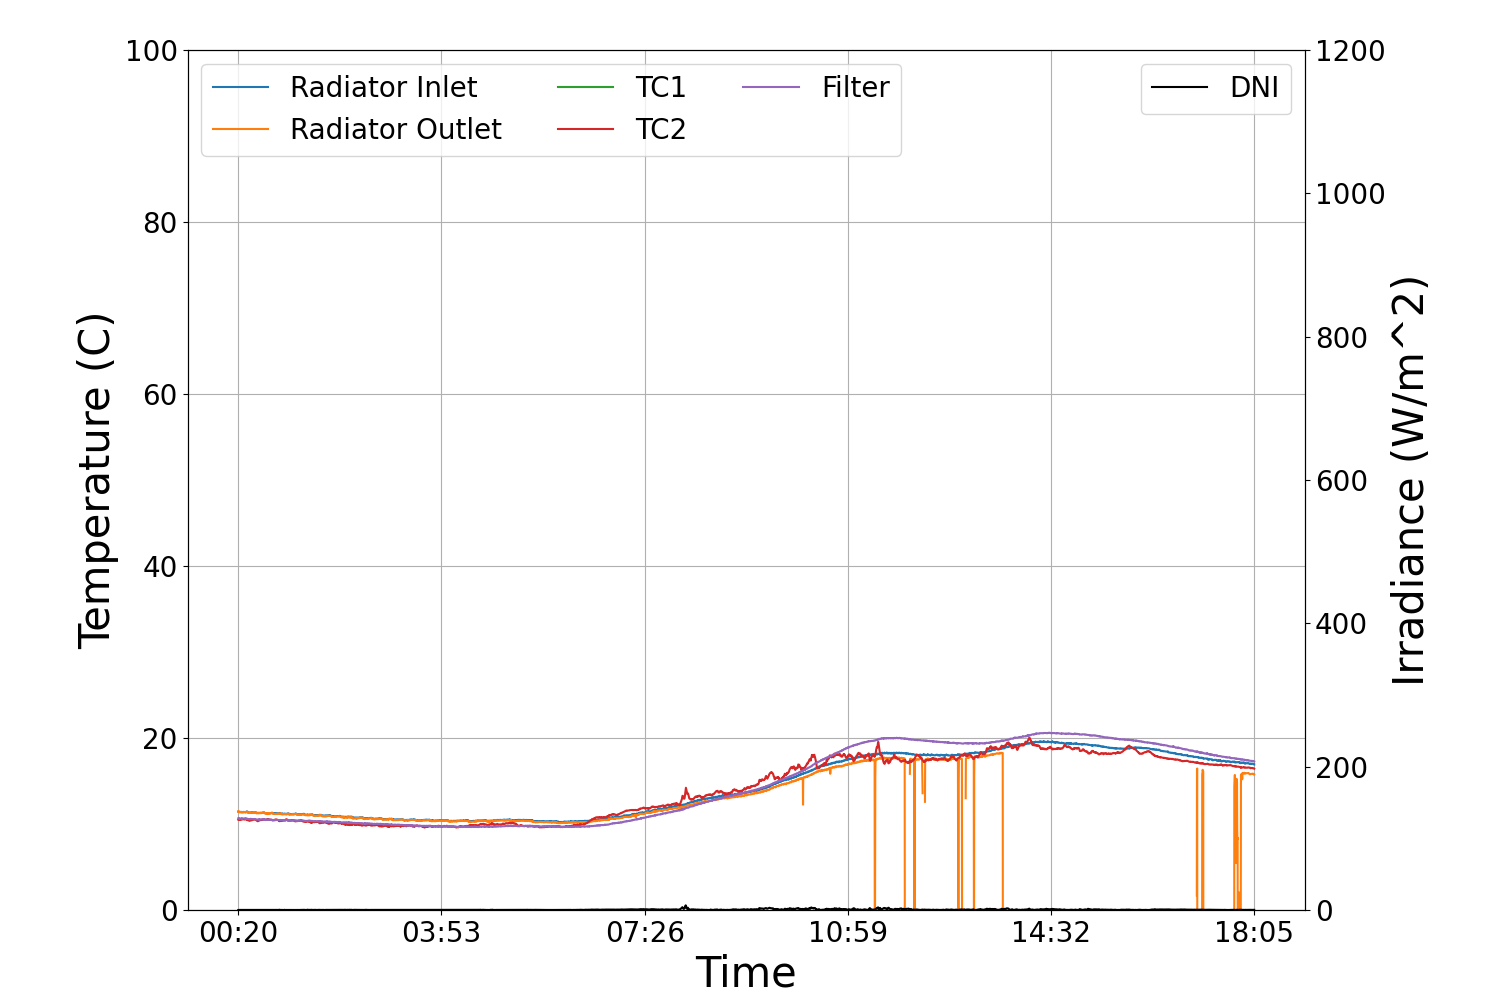 100
80
60
40
20
0
Temperature (C)
Radiator Inlet
Radiator Outlet
TC1
TC2
Filter
DNI
1200
1000
800
600
400
200
0
Irradiance (W/m^2)
00:20 03:53 07:26 10:59 14:32 18:05
Time